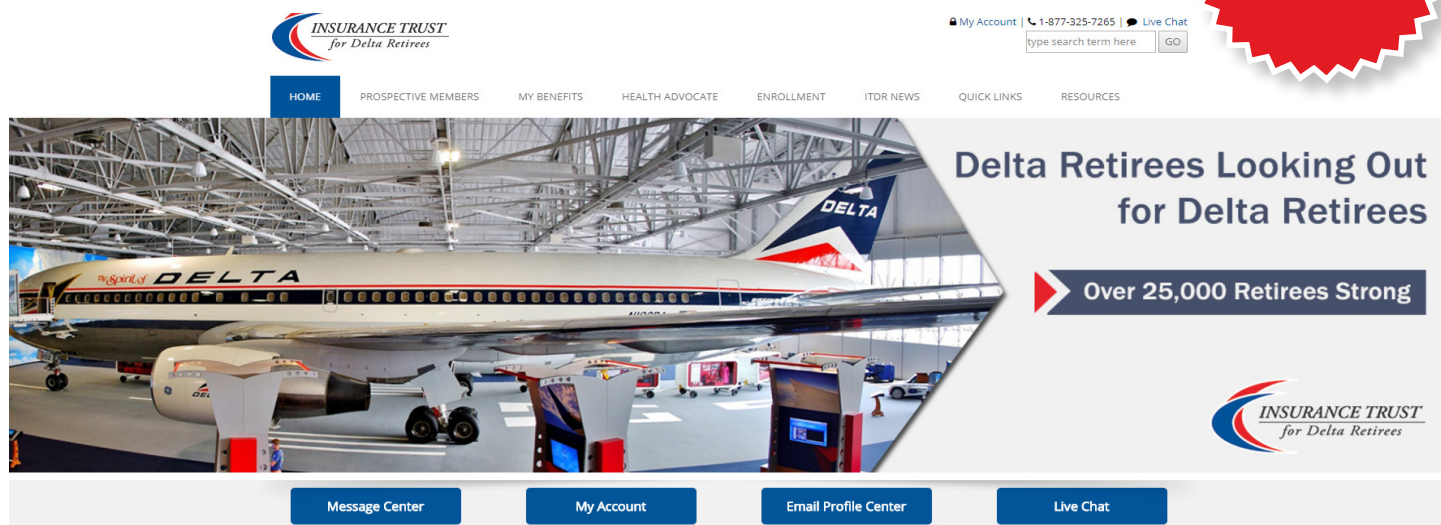 INSURANCE TRUST
for Delta Retirees
My Account | 1-877-325-7265 | Live Chat
type search term here GO
HOME PROSPECTIVE MEMBERS MY BENEFITS HEALTH ADVOCATE ENROLLMENT ITDR NEWS QUICK LINKS RESOURCES
The Spirit of DELTA
DELTA
Delta Retirees Looking Out
for Delta Retirees
Over 25,000 Retirees Strong
INSURANCE TRUST
for Delta Retirees
Message Center My Account Email Profile Center Live Chat